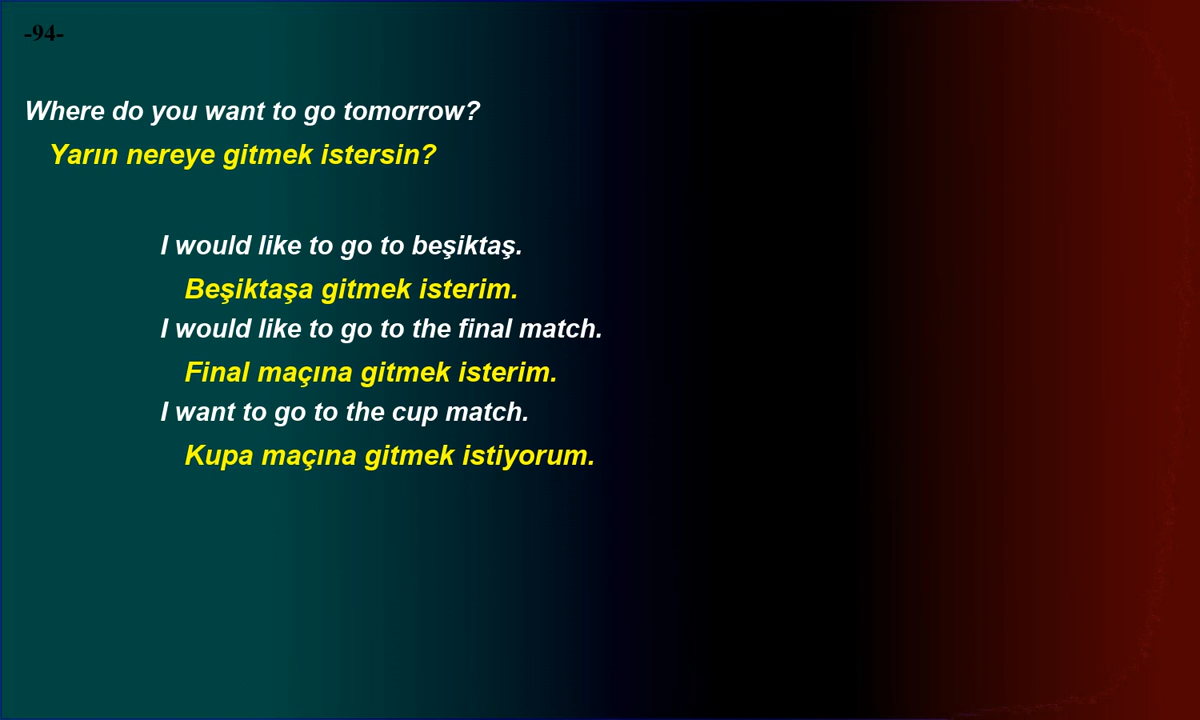 -94-
Where do you want to go tomorrow?
Yarın nereye gitmek istersin?
I would like to go to beşiktaş.
Beşiktaşa gitmek isterim.
I would like to go to the final match.
Final maçına gitmek isterim.
I want to go to the cup match.
Kupa maçına gitmek istiyorum.